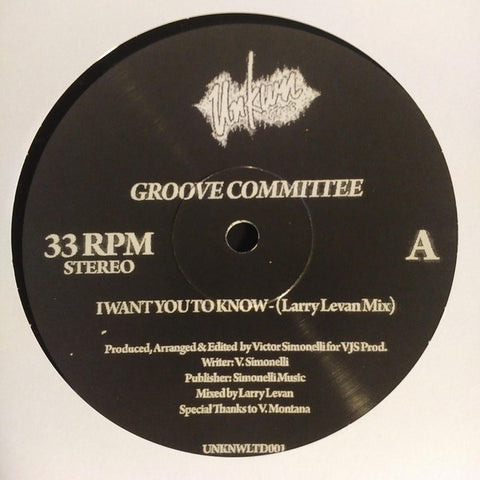 Unkwn
GROOVE COMMITTEE
33 RPM
STEREO
A
I WANT YOU TO KNOW - (Larry Levan Mix)
Produced, Arranged & Edited by Victor Simonelli for VJS Prod.
Writer: V. Simonelli
Publisher: Simonelli Music
Mixed by Larry Levan
Special Thanks to V. Montana
UNKNWLTD001